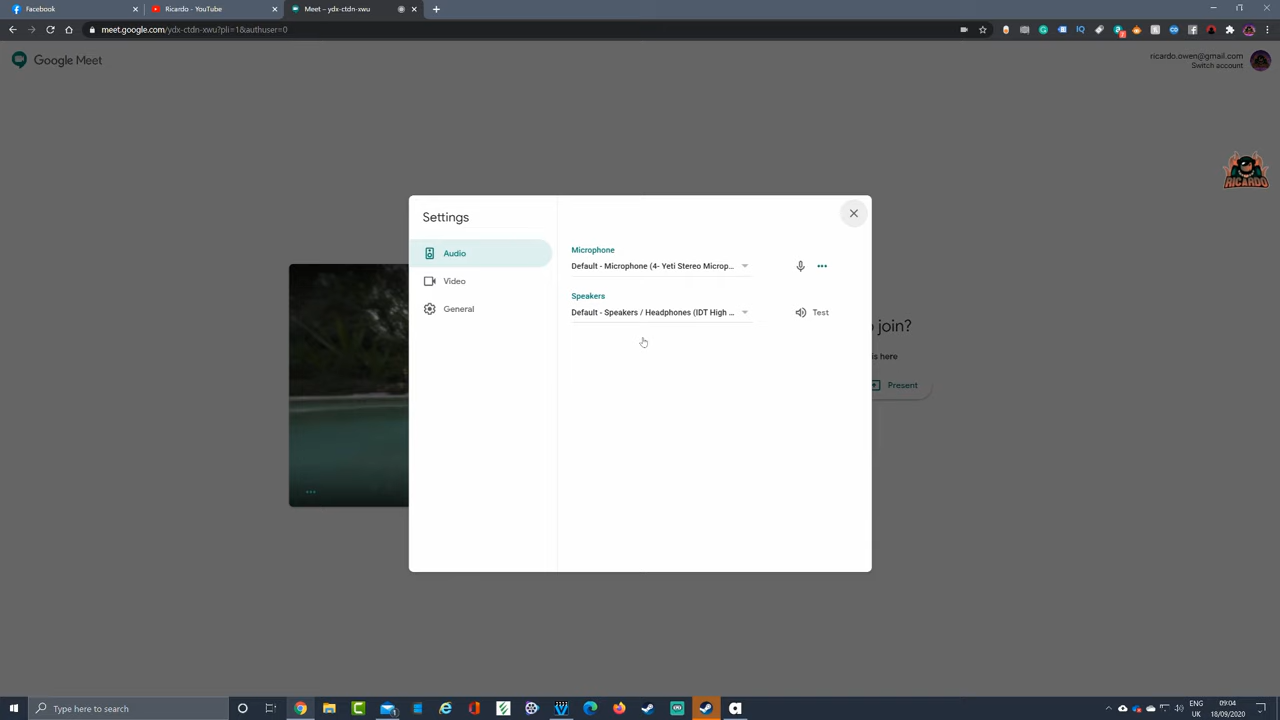 Facebook
Ricardo - YouTube
Meet – ydx-ctdn-xwu
meet.google.com/ydx-ctdn-xwu?pli=1&authuser=0
Google Meet
ricardo.owen@gmail.com
Switch account
RICARDO
Settings
Audio
Video
General
Microphone
Default - Microphone (4- Yeti Stereo Microp...
Speakers
Default - Speakers / Headphones (IDT High ...
Test
o join?
is here
Present
Type here to search
ENG
UK
09:04
18/09/2020